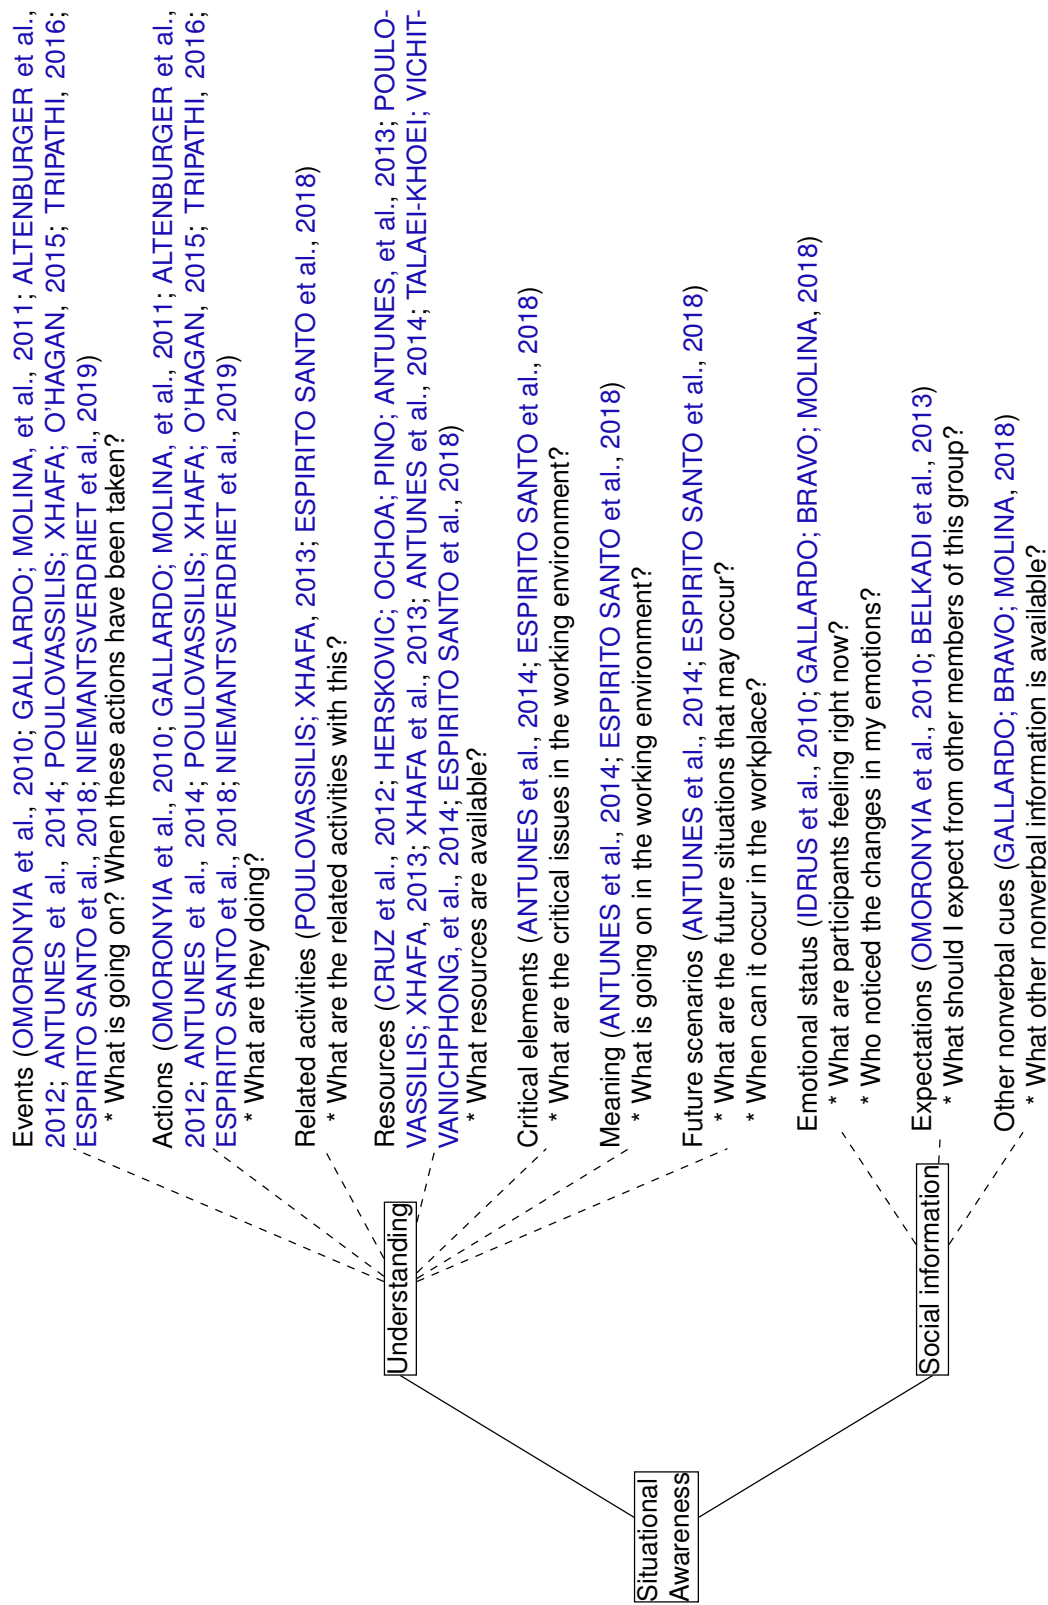 Events (OMORONYIA et al., 2010; GALLARDO; MOLINA, et al., 2011; ALTENBURGER et al.,
2012; ANTUNES et al., 2014; POULOVASSILIS; XHAFA; O'HAGAN, 2015; TRIPATHI, 2016;
ESPIRITO SANTO et al., 2018; NIEMANTSVERDRIET et al., 2019)
* What is going on? When these actions have been taken?
Actions (OMORONYIA et al., 2010; GALLARDO; MOLINA, et al., 2011; ALTENBURGER et al.,
2012; ANTUNES et al., 2014; POULOVASSILIS; XHAFA; O'HAGAN, 2015; TRIPATHI, 2016;
ESPIRITO SANTO et al., 2018; NIEMANTSVERDRIET et al., 2019)
* What are they doing?
Related activities (POULOVASSILIS; XHAFA, 2013; ESPIRITO SANTO et al., 2018)
* What are the related activities with this?
Resources (CRUZ et al., 2012; HERSKOVIC; OCHOA; PINO; ANTUNES, et al., 2013; POULO-
VASSILIS; XHAFA, 2013; XHAFA et al., 2013; ANTUNES et al., 2014; TALAEI-KHOEI; VICHIT-
VANICHPHONG, et al., 2014; ESPIRITO SANTO et al., 2018)
* What resources are available?
Critical elements (ANTUNES et al., 2014; ESPIRITO SANTO et al., 2018)
* What are the critical issues in the working environment?
Meaning (ANTUNES et al., 2014; ESPIRITO SANTO et al., 2018)
* What is going on in the working environment?
Future scenarios (ANTUNES et al., 2014; ESPIRITO SANTO et al., 2018)
* What are the future situations that may occur?
* When can it occur in the workplace?
Emotional status (IDRUS et al., 2010; GALLARDO; BRAVO; MOLINA, 2018)
* What are participants feeling right now?
* Who noticed the changes in my emotions?
Expectations (OMORONYIA et al., 2010; BELKADI et al., 2013)
* What should I expect from other members of this group?
Other nonverbal cues (GALLARDO; BRAVO; MOLINA, 2018)
* What other nonverbal information is available?
Understanding
Social information
Situational
Awareness